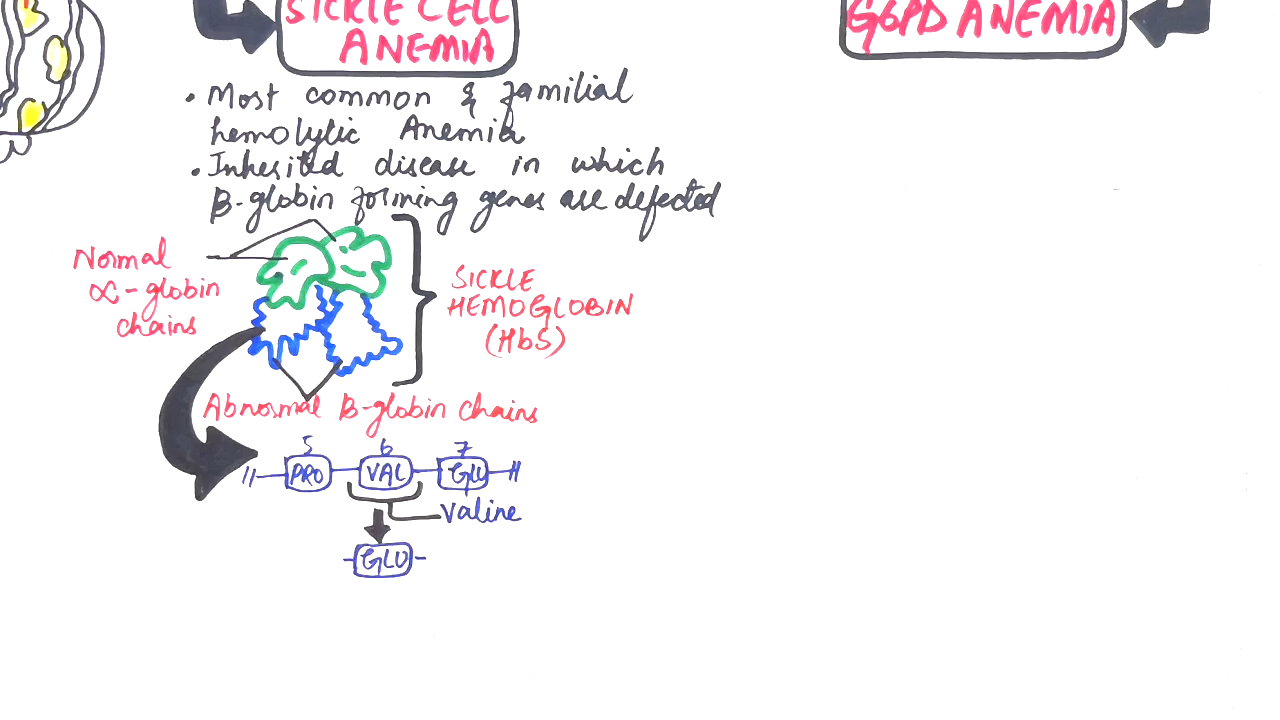 SICKLE CELL
ANEMIA
G6PD ANEMIA
• Most common & familial
hemolytic Anemia
• Inherited disease in which
β-globin forming genes are defected
Normal
∝-globin
chains
SICKLE
HEMOGLOBIN
(HbS)
Abnormal β-globin chains
5 6 7
PRO VAL GLU
Valine
GLU